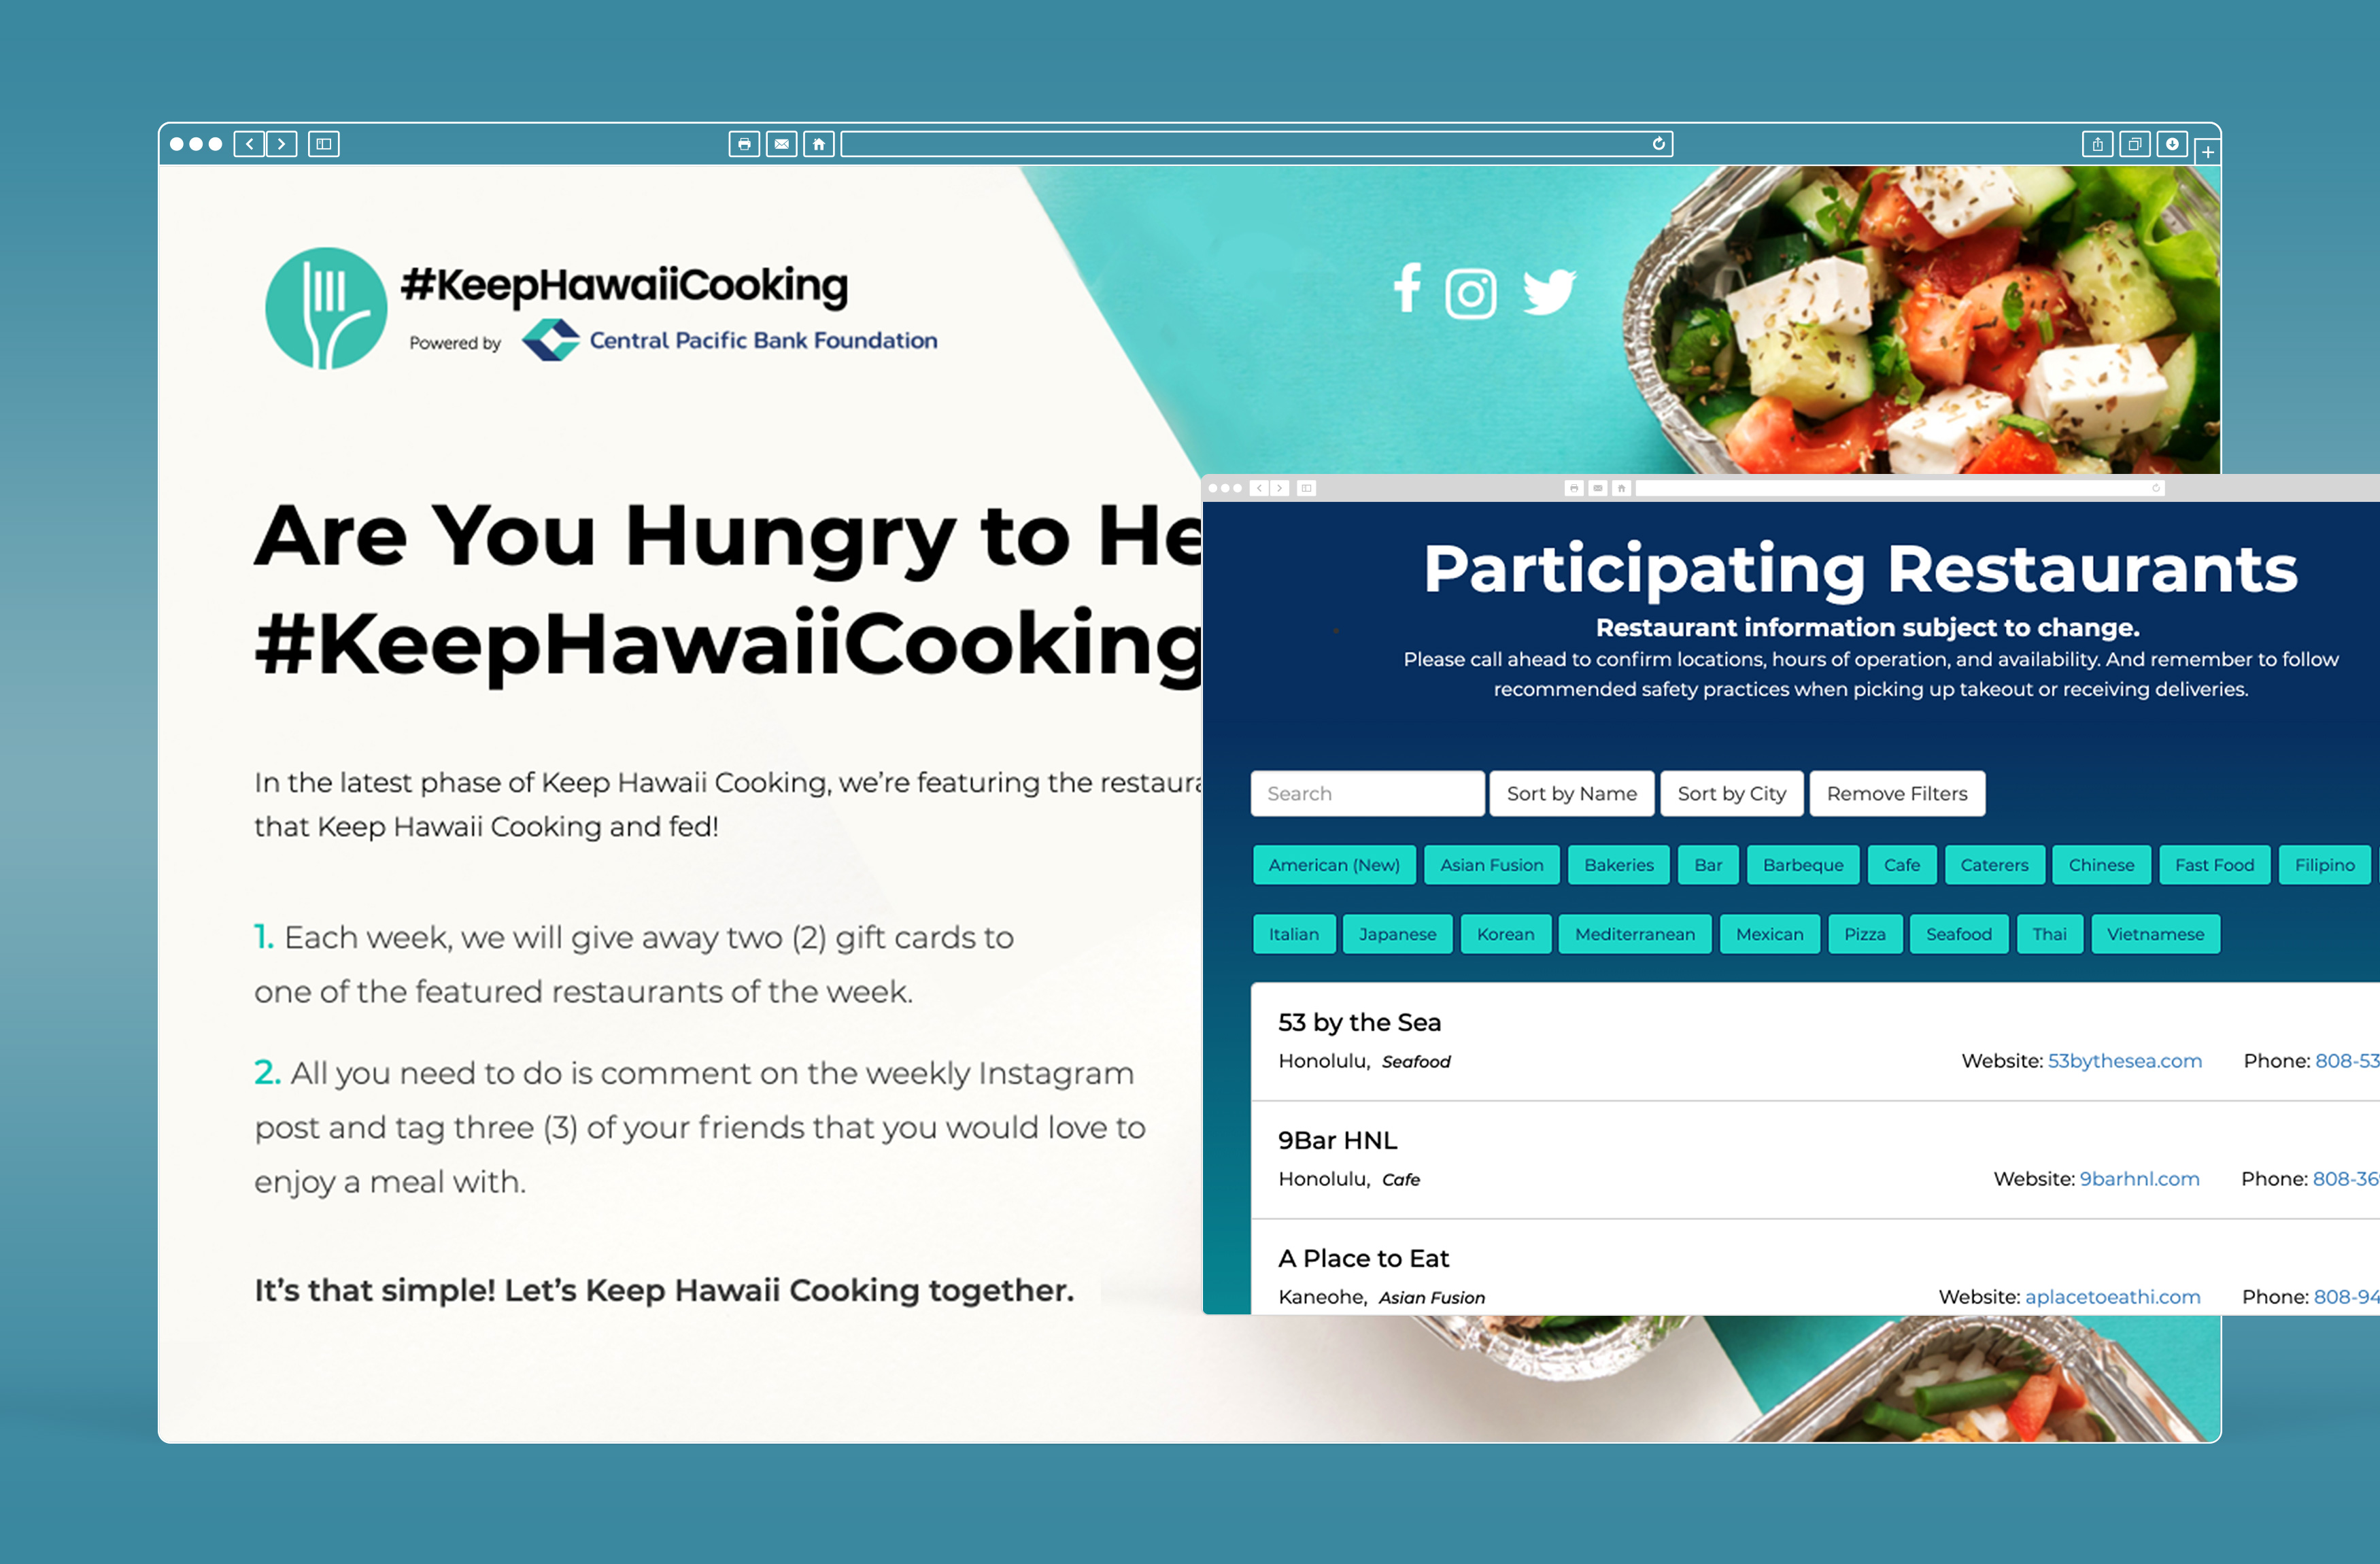 #KeepHawaiiCooking
Powered by Central Pacific Bank Foundation
Are You Hungry to
#KeepHawaiiCooking
In the latest phase of Keep Hawaii Cooking, we're featuring the
that Keep Hawaii Cooking and fed!
1. Each week, we will give away two (2) gift cards to
one of the featured restaurants of the week.
2. All you need to do is comment on the weekly Instagram
post and tag three (3) of your friends that you would love to
enjoy a meal with.
It's that simple! Let's Keep Hawaii Cooking together.
Participating Restaurants
Restaurant information subject to change.
Please call ahead to confirm locations, hours of operation, and availability. And remember to follow
recommended safety practices when picking up takeout or receiving deliveries.
Search Sort by Name Sort by City Remove Filters
American (New) Asian Fusion Bakeries Bar Barbeque Cafe Caterers Chinese Fast Food Filipino
Italian Japanese Korean Mediterranean Mexican Pizza Seafood Thai Vietnamese
53 by the Sea
Honolulu, Seafood Website: 53bythesea.com Phone: 808-53
9Bar HNL
Honolulu, Cafe Website: 9barhnl.com Phone: 808-36
A Place to Eat
Kaneohe, Asian Fusion Website: aplacetoeathi.com Phone: 808-94